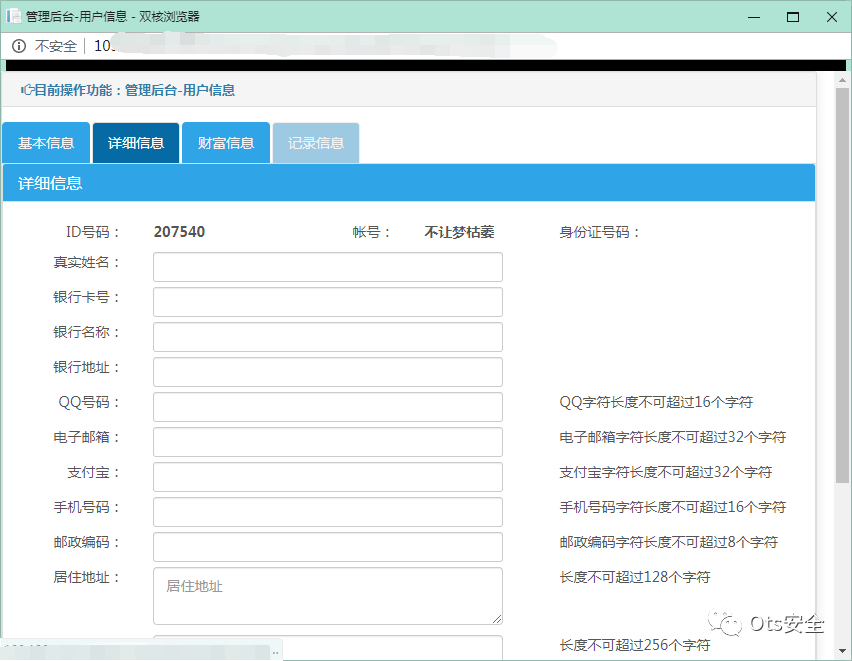 管理后台-用户信息 - 双核浏览器
不安全 10
目前操作功能：管理后台-用户信息
基本信息 详细信息 财富信息 记录信息
详细信息
ID号码： 207540 帐号： 不让梦枯萎 身份证号码：
真实姓名：
银行卡号：
银行名称：
银行地址：
QQ号码： QQ字符长度不可超过16个字符
电子邮箱： 电子邮箱字符长度不可超过32个字符
支付宝： 支付宝字符长度不可超过32个字符
手机号码： 手机号码字符长度不可超过16个字符
邮政编码： 邮政编码字符长度不可超过8个字符
居住地址： 居住地址 长度不可超过128个字符
Ots安全
长度不可超过256个字符